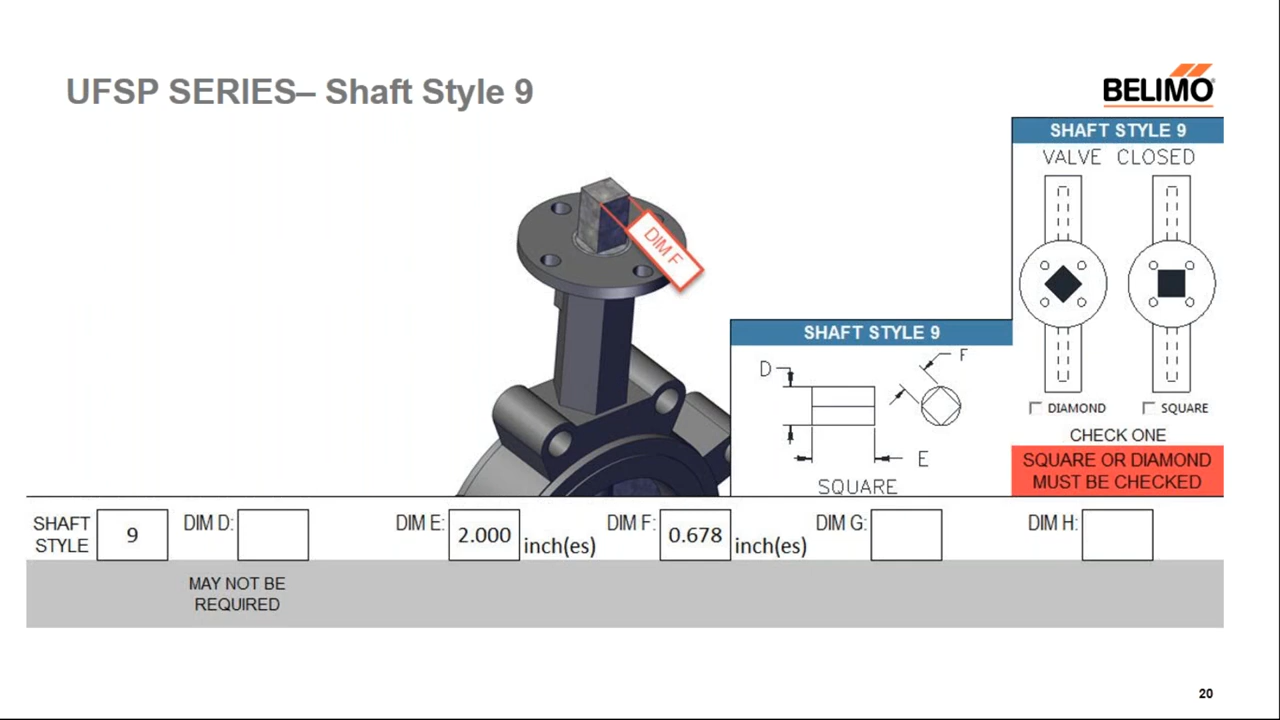 UFSP SERIES– Shaft Style 9
BELIMO
SHAFT STYLE 9
VALVE CLOSED
DIM F
SHAFT STYLE 9
D
F
E
SQUARE
DIAMOND
SQUARE
CHECK ONE
SQUARE OR DIAMOND
MUST BE CHECKED
SHAFT
STYLE
9
DIM D:
DIM E:
2.000
inch(es)
DIM F:
0.678
inch(es)
DIM G:
DIM H:
MAY NOT BE
REQUIRED
20